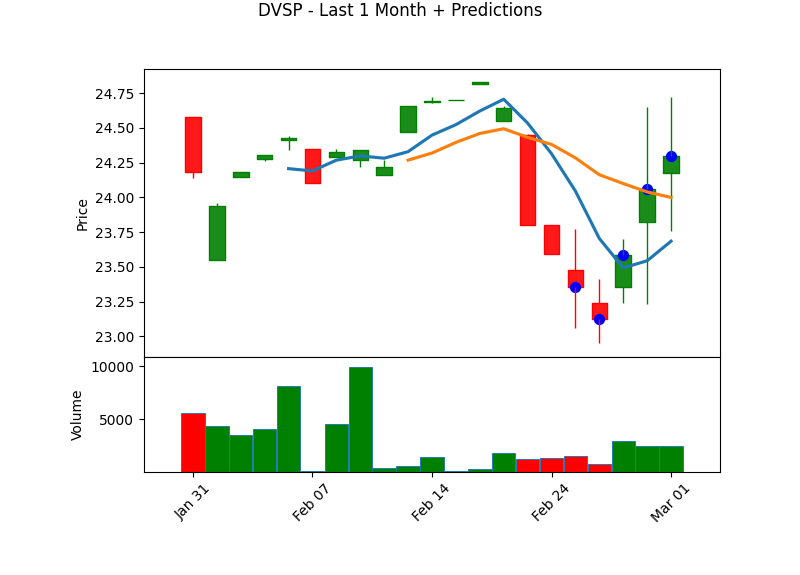 DVSP - Last 1 Month + Predictions
Price
24.75
24.50
24.25
24.00
23.75
23.50
23.25
23.00
Volume
10000
5000
Jan 31
Feb 07
Feb 14
Feb 24
Mar 01